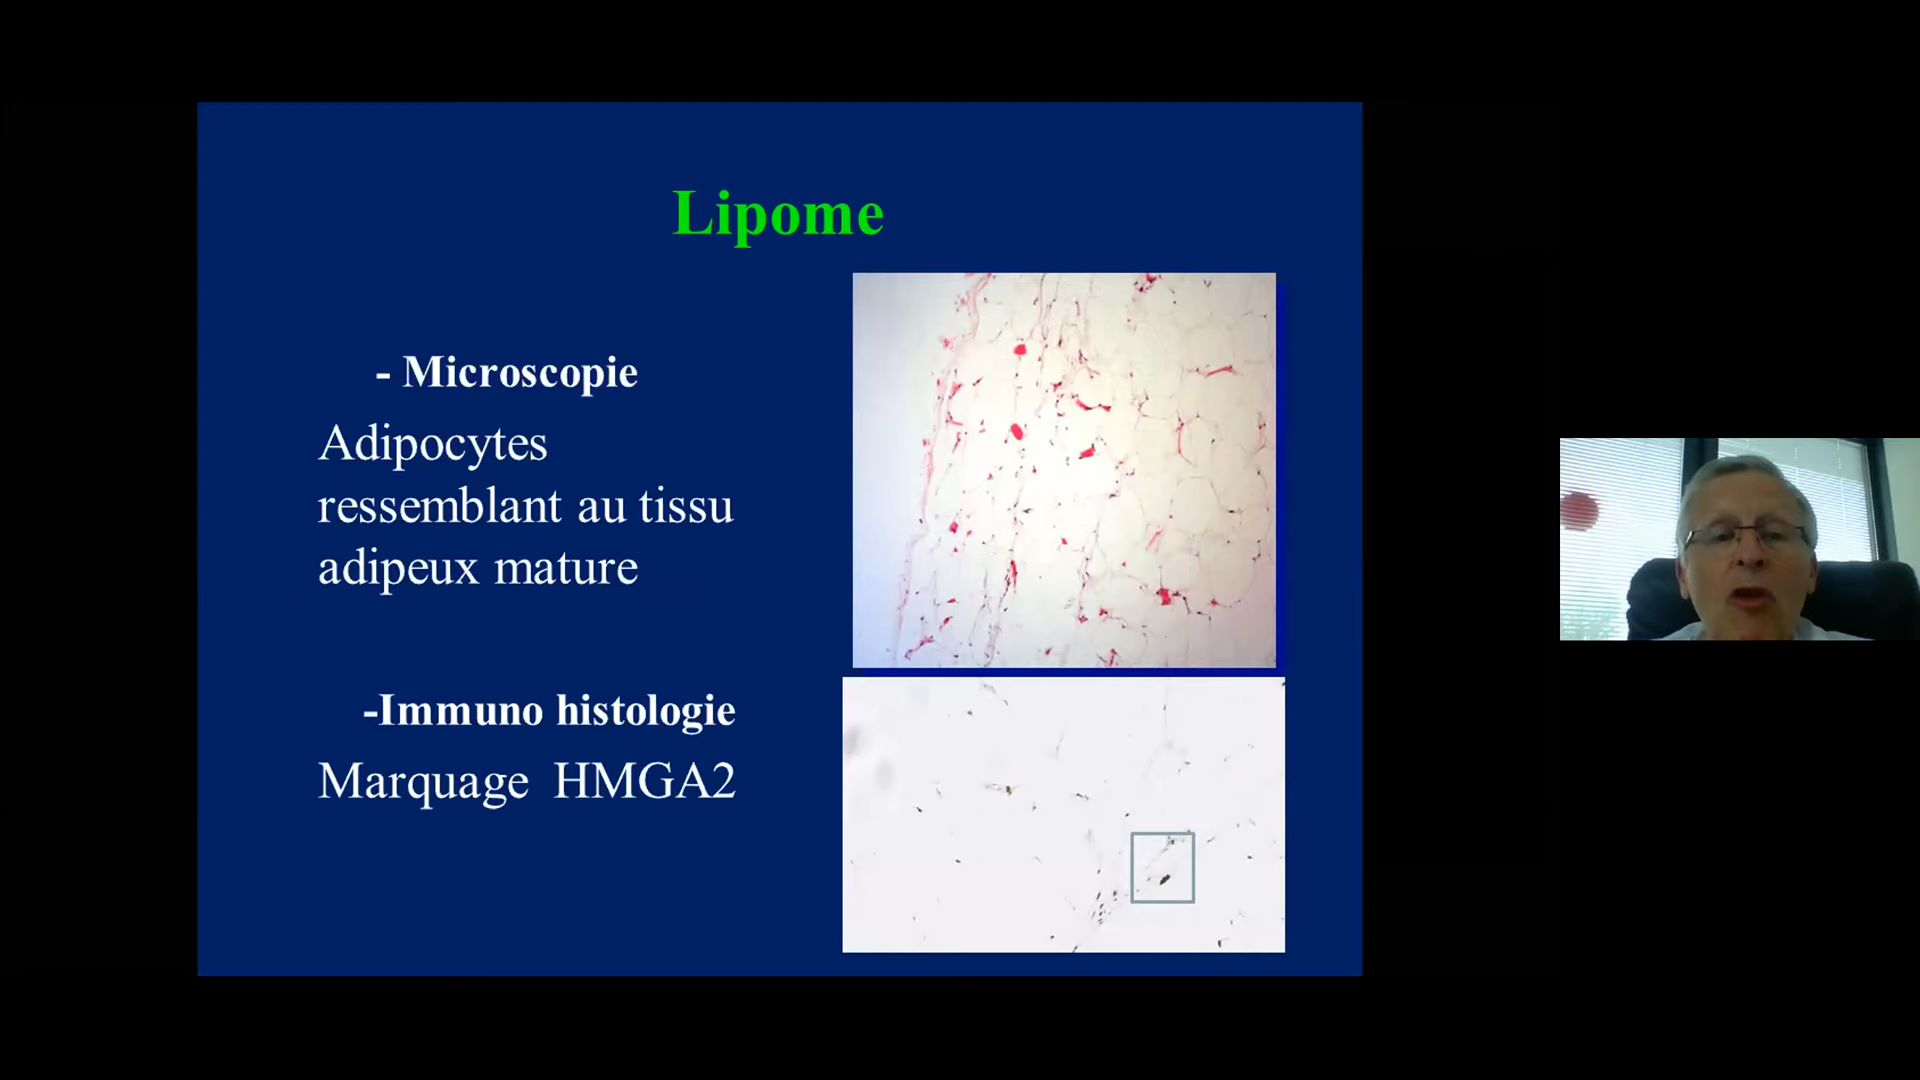 Lipome
- Microscopie
Adipocytes
ressemblant au tissu
adipeux mature
-Immuno histologie
Marquage HMGA2